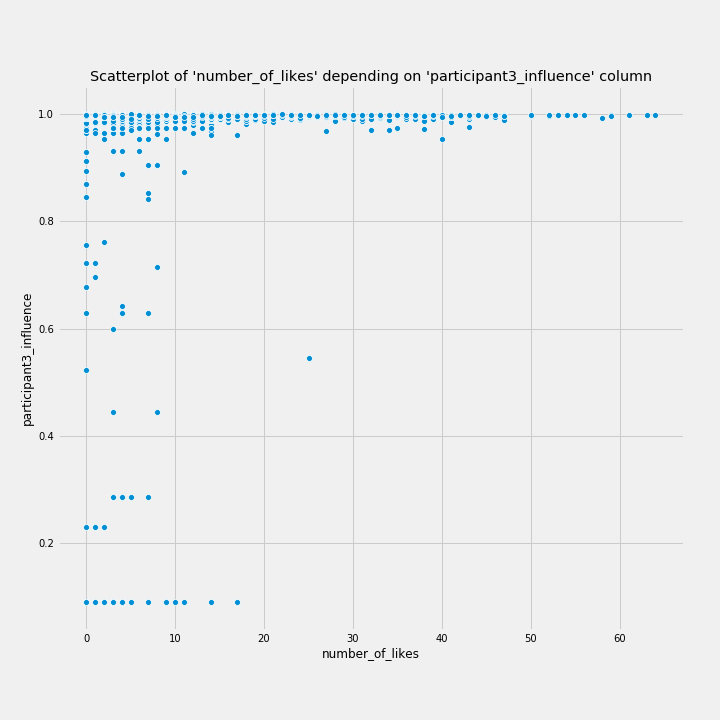 Scatterplot of 'number_of_likes' depending on 'participant3_influence' column
participant3_influence
1.0
0.8
0.6
0.4
0.2
0 10 20 30 40 50 60
number_of_likes